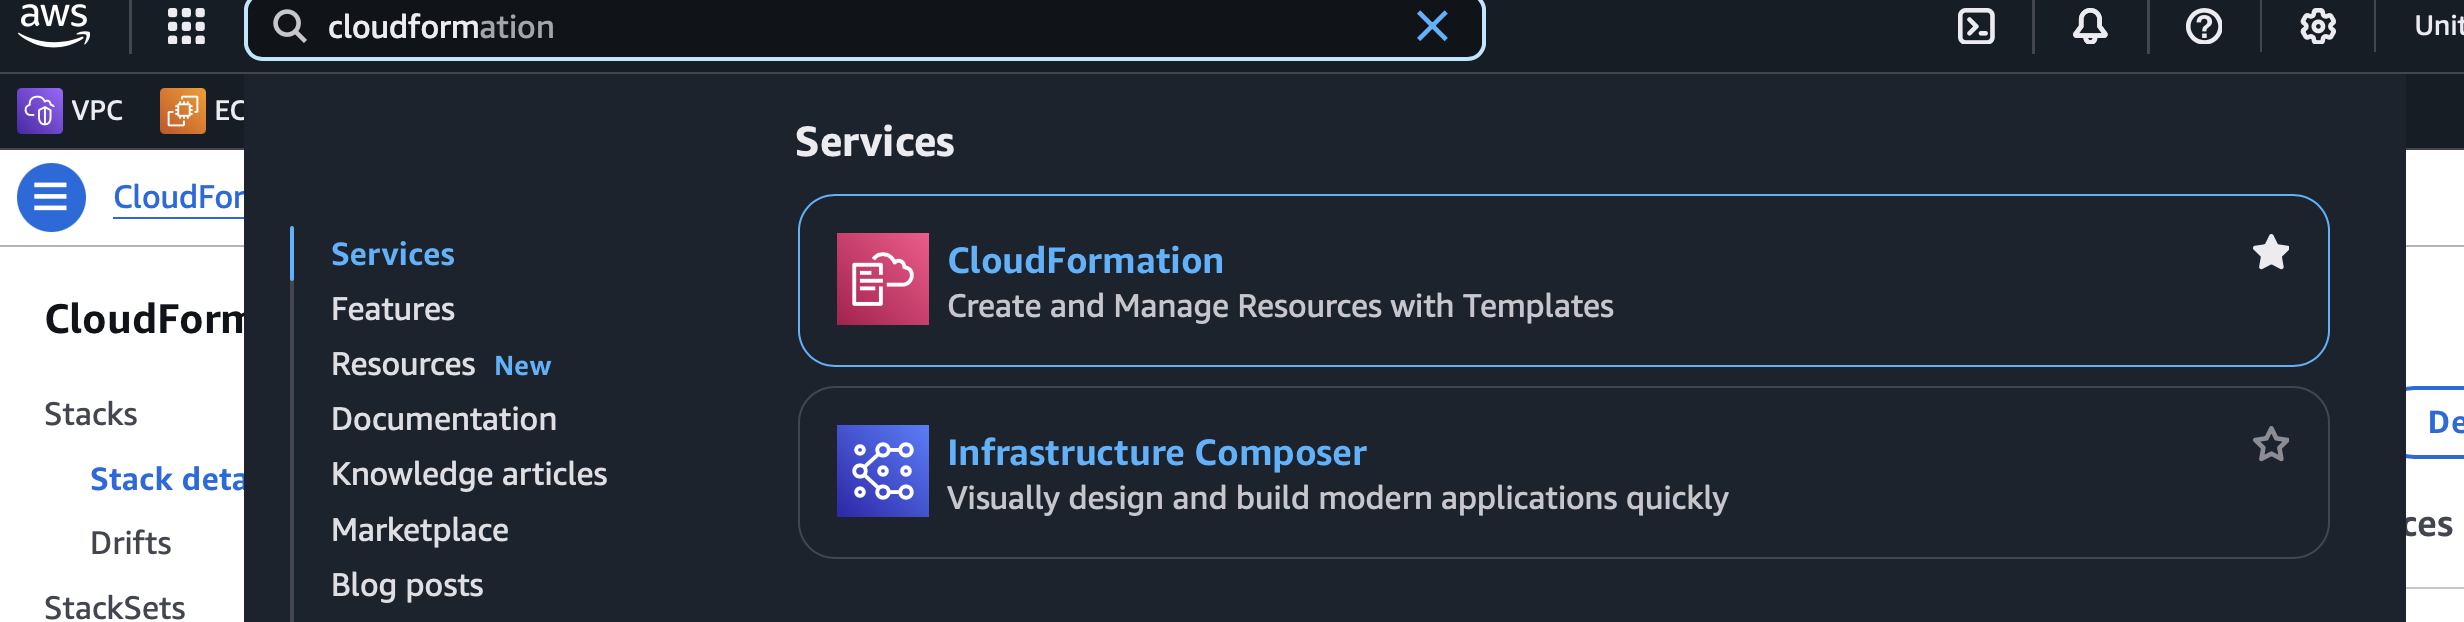 aws
cloudformation
Unit
VPC
EC
CloudFor
CloudForm
Stacks
Stack deta
Drifts
StackSets
Services
Features
Resources New
Documentation
Knowledge articles
Marketplace
Blog posts
Services
CloudFormation
Create and Manage Resources with Templates
Infrastructure Composer
Visually design and build modern applications quickly
De
ces